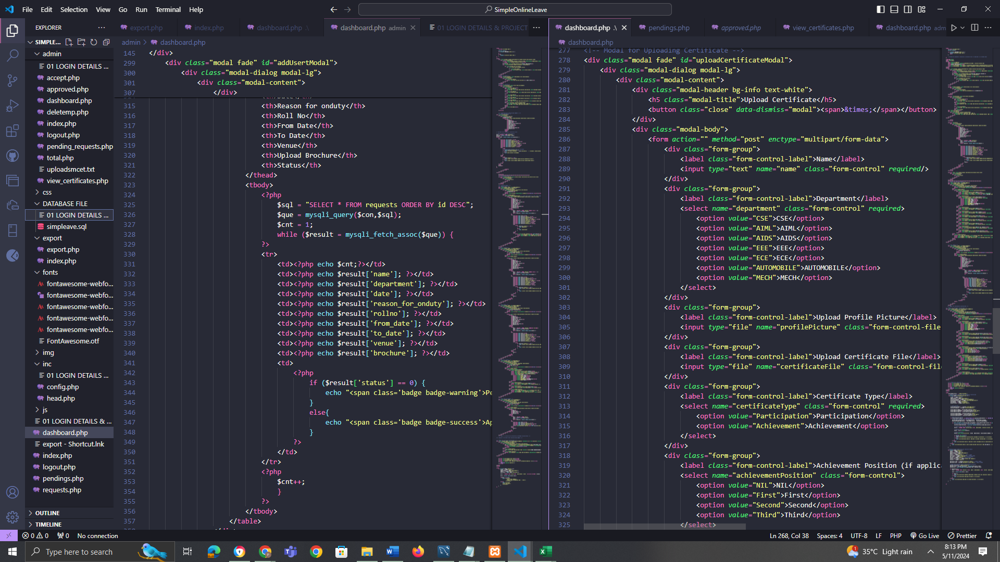 File Edit Selection View Go Run Terminal Help
SimpleOnlineLeave
EXPLORER
SIMPLE...
admin
01 LOGIN DETAILS ...
accept.php
approved.php
dashboard.php
deletemp.php
index.php
logout.php
pending_requests.php
total.php
uploadsmcet.txt
view_certificates.php
css
DATABASE FILE
01 LOGIN DETAILS ...
simpleave.sql
export
export.php
index.php
fonts
fontawesome-webfo...
fontawesome-webfo...
fontawesome-webfo...
fontawesome-webfo...
fontawesome-webfo...
FontAwesome.otf
img
inc
01 LOGIN DETAILS ...
config.php
head.php
js
01 LOGIN DETAILS & ...
dashboard.php
export - Shortcut.lnk
index.php
logout.php
pendings.php
requests.php
OUTLINE
TIMELINE
export.php index.php dashboard.php .\ dashboard.php admin 01 LOGIN DETAILS & PROJECT
admin > dashboard.php
145 </div>
299 <div class="modal fade" id="addUsertModal">
300 <div class="modal-dialog modal-lg">
301 <div class="modal-content">
307 </div>
315 <th>Reason for onduty</th>
316 <th>Roll No</th>
317 <th>From Date</th>
318 <th>To Date</th>
319 <th>Venue</th>
320 <th>Upload Brochure</th>
321 <th>Status</th>
322 </thead>
323 <tbody>
324 <?php
325 $sql = "SELECT * FROM requests ORDER BY id DESC";
326 $que = mysqli_query($con,$sql);
327 $cnt = 1;
328 while ($result = mysqli_fetch_assoc($que)) {
329 ?>
330 <tr>
331 <td><?php echo $cnt;?></td>
332 <td><?php echo $result['name']; ?></td>
333 <td><?php echo $result['department']; ?></td>
334 <td><?php echo $result['date']; ?></td>
335 <td><?php echo $result['reason_for_onduty']; ?></td>
336 <td><?php echo $result['rollno']; ?></td>
337 <td><?php echo $result['from_date']; ?></td>
338 <td><?php echo $result['to_date']; ?></td>
339 <td><?php echo $result['venue']; ?></td>
340 <td><?php echo $result['brochure']; ?></td>
341 <td>
342 <?php
343 if ($result['status'] == 0) {
344 echo "<span class='badge badge-warning'>Pe
345 }
346 else{
347 echo "<span class='badge badge-success'>Ap
348 }
349 ?>
350 </td>
351 </tr>
352 <?php
353 $cnt++;
354 }
355 ?>
356 </tbody>
357 </table>
dashboard.php .\ pendings.php approved.php view_certificates.php dashboard.php adm
dashboard.php
277 <!-- Modal for Uploading Certificate -->
278 <div class="modal fade" id="uploadCertificateModal">
279 <div class="modal-dialog modal-lg">
280 <div class="modal-content">
281 <div class="modal-header bg-info text-white">
282 <h5 class="modal-title">Upload Certificate</h5>
283 <button class="close" data-dismiss="modal"><span>&times;</span></button>
284 </div>
285 <div class="modal-body">
286 <form action="" method="post" enctype="multipart/form-data">
287 <div class="form-group">
288 <label class="form-control-label">Name</label>
289 <input type="text" name="name" class="form-control" required/>
290 </div>
291 <div class="form-group">
292 <label class="form-control-label">Department</label>
293 <select name="department" class="form-control" required>
294 <option value="CSE">CSE</option>
295 <option value="AIML">AIML</option>
296 <option value="AIDS">AIDS</option>
297 <option value="EEE">EEE</option>
298 <option value="ECE">ECE</option>
299 <option value="AUTOMOBILE">AUTOMOBILE</option>
300 <option value="MECH">MECH</option>
301 </select>
302 </div>
303 <div class="form-group">
304 <label class="form-control-label">Upload Profile Picture</label>
305 <input type="file" name="profilePicture" class="form-control-file
306 </div>
307 <div class="form-group">
308 <label class="form-control-label">Upload Certificate File</label>
309 <input type="file" name="certificateFile" class="form-control-fil
310 </div>
311 <div class="form-group">
312 <label class="form-control-label">Certificate Type</label>
313 <select name="certificateType" class="form-control" required>
314 <option value="Participation">Participation</option>
315 <option value="Achievement">Achievement</option>
316 </select>
317 </div>
318 <div class="form-group">
319 <label class="form-control-label">Achievement Position (if applic
320 <select name="achievementPosition" class="form-control">
321 <option value="NIL">NIL</option>
322 <option value="First">First</option>
323 <option value="Second">Second</option>
324 <option value="Third">Third</option>
325 </select>
0 0 0 No connection
Ln 268, Col 38 Spaces: 4 UTF-8 LF PHP Go Live Prettier
Type here to search
35°C Light rain
8:13 PM
5/11/2024